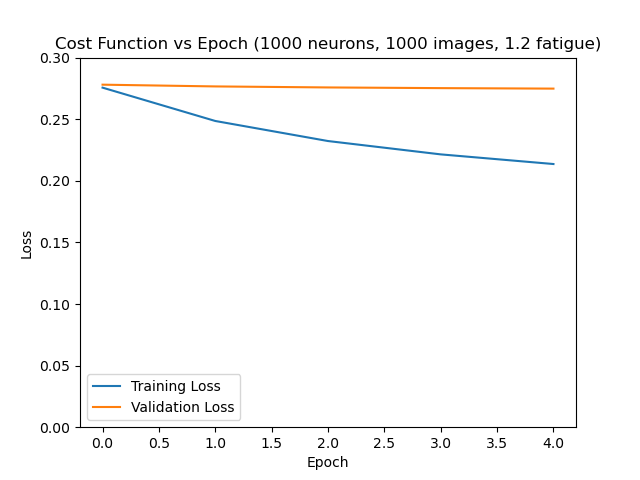 Cost Function vs Epoch (1000 neurons, 1000 images, 1.2 fatigue)
0.30
0.25
0.20
0.15
0.10
0.05
0.00
Loss
Training Loss
Validation Loss
0.0 0.5 1.0 1.5 2.0 2.5 3.0 3.5 4.0
Epoch